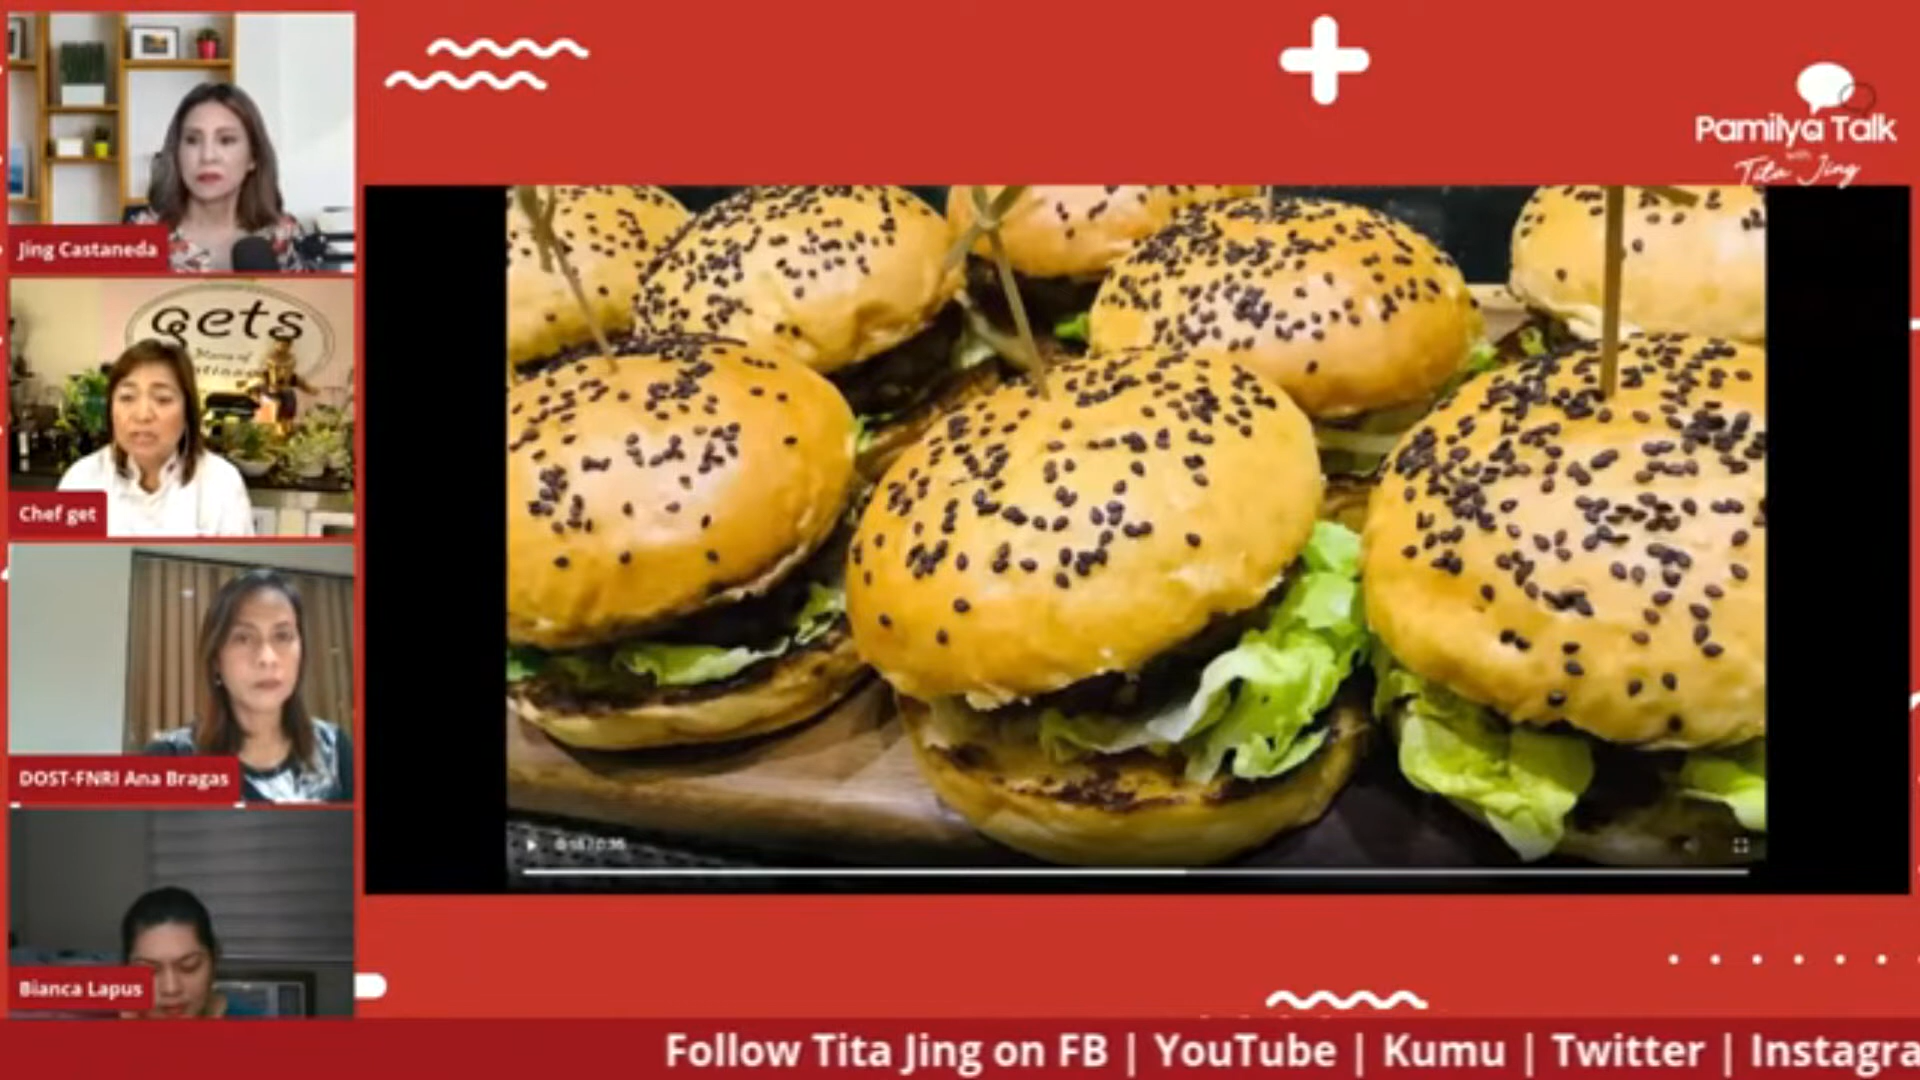 Jing Castaneda
gets
Chef get
DOST-FNRI Ana Bragas
Bianca Lapus
Pamilya Talk
with
Tita Jing
Follow Tita Jing on FB | YouTube | Kumu | Twitter | Instagra